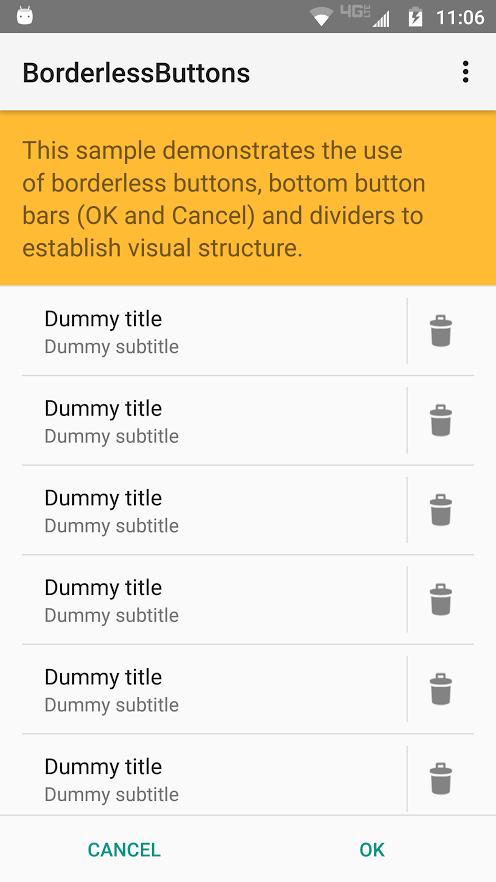 4G LTE 11:06
BorderlessButtons
This sample demonstrates the use
of borderless buttons, bottom button
bars (OK and Cancel) and dividers to
establish visual structure.
Dummy title
Dummy subtitle
Dummy title
Dummy subtitle
Dummy title
Dummy subtitle
Dummy title
Dummy subtitle
Dummy title
Dummy subtitle
Dummy title
Dummy subtitle
CANCEL OK